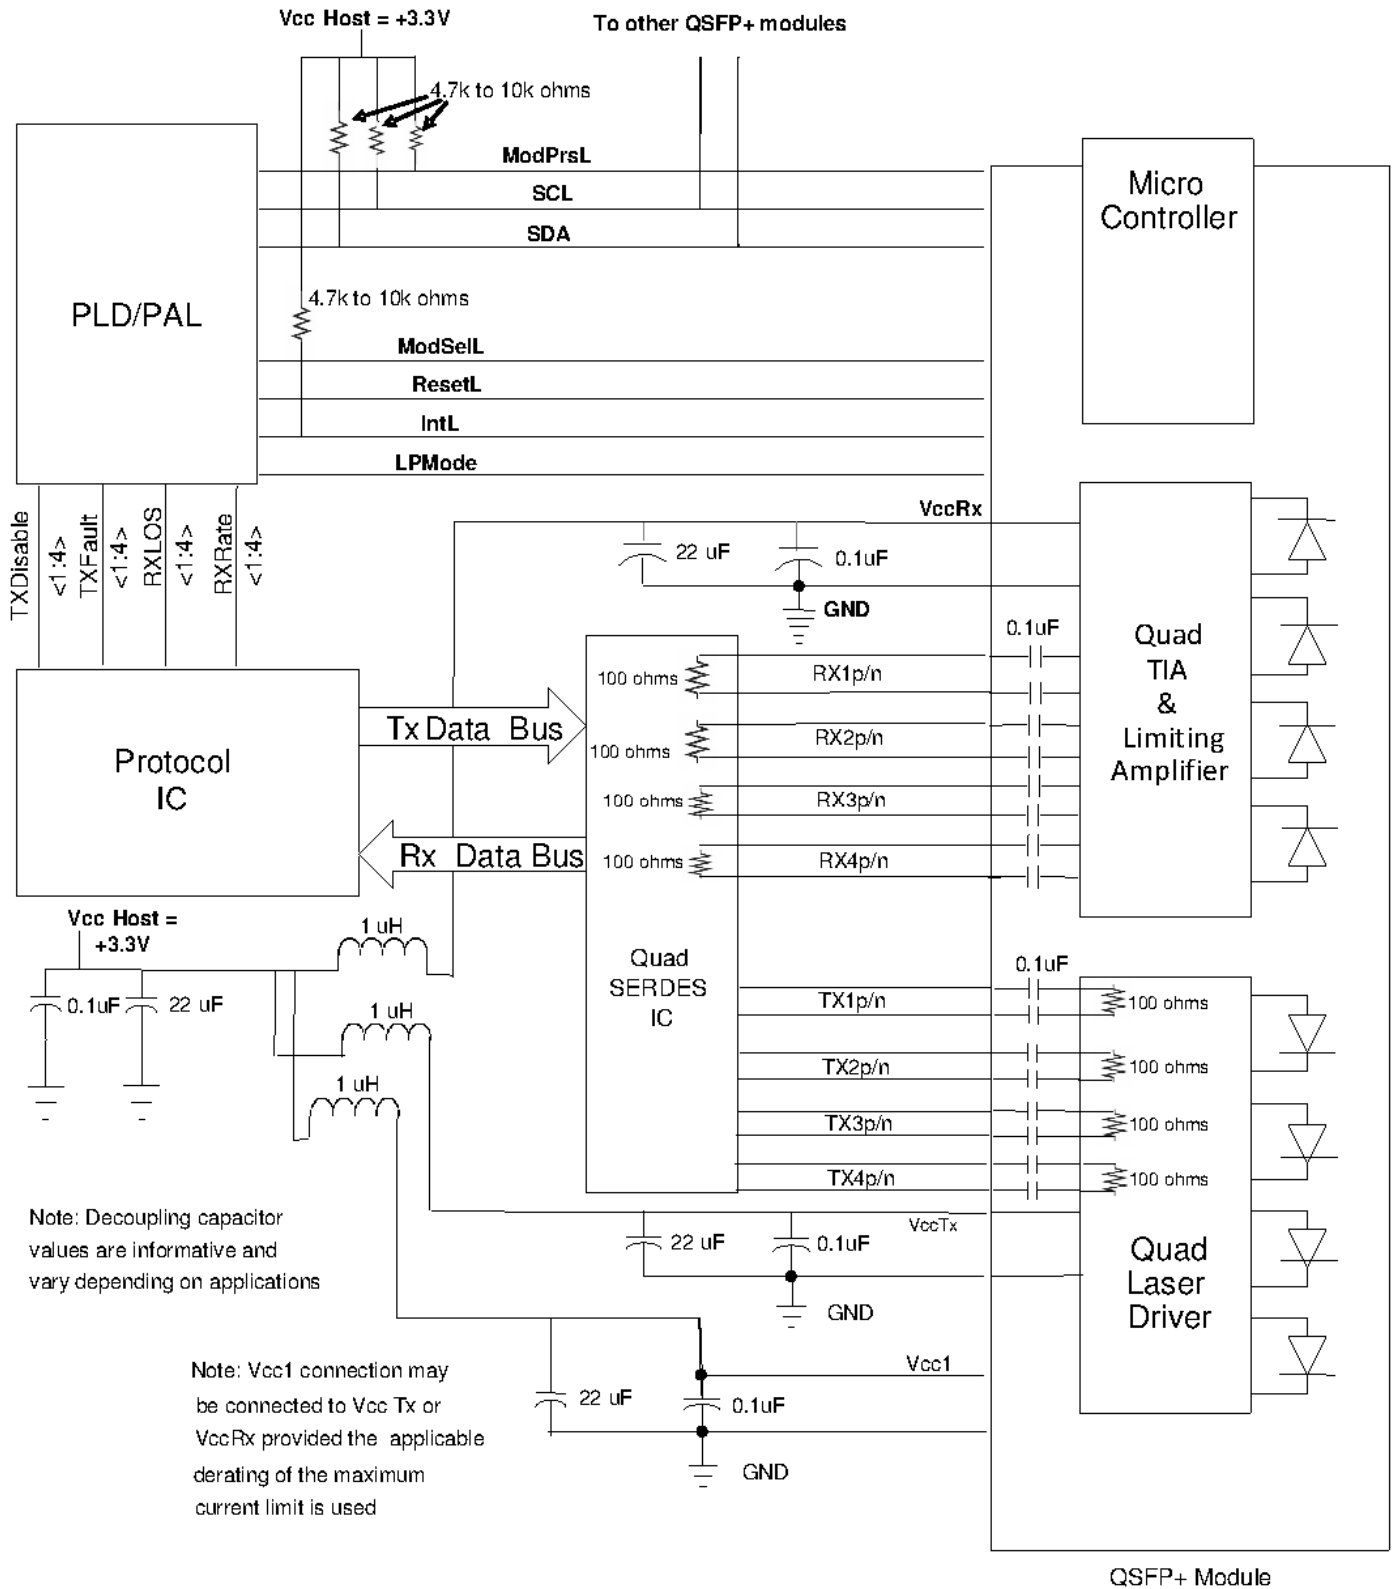 Vcc Host = +3.3V
To other QSFP+ modules
4.7k to 10k ohms
ModPrsL
SCL
SDA
Micro
Controller
PLD/PAL
4.7k to 10k ohms
ModSelL
ResetL
IntL
LPMode
TXDisable
<1:4>
TXFault
<1:4>
RXLOS
<1:4>
RXRate
<1:4>
VccRx
22 uF
0.1uF
GND
0.1uF
Quad
TIA
&
Limiting
Amplifier
100 ohms
RX1p/n
100 ohms
RX2p/n
100 ohms
RX3p/n
100 ohms
RX4p/n
Tx Data Bus
Protocol
IC
Rx Data Bus
Vcc Host =
+3.3V
0.1uF
22 uF
1 uH
1 uH
1 uH
Quad
SERDES
IC
0.1uF
TX1p/n
100 ohms
TX2p/n
100 ohms
TX3p/n
100 ohms
TX4p/n
100 ohms
VccTx
22 uF
0.1uF
GND
Quad
Laser
Driver
Note: Decoupling capacitor
values are informative and
vary depending on applications
Vcc1
22 uF
0.1uF
GND
Note: Vcc1 connection may
be connected to Vcc Tx or
VccRx provided the applicable
derating of the maximum
current limit is used
QSFP+ Module